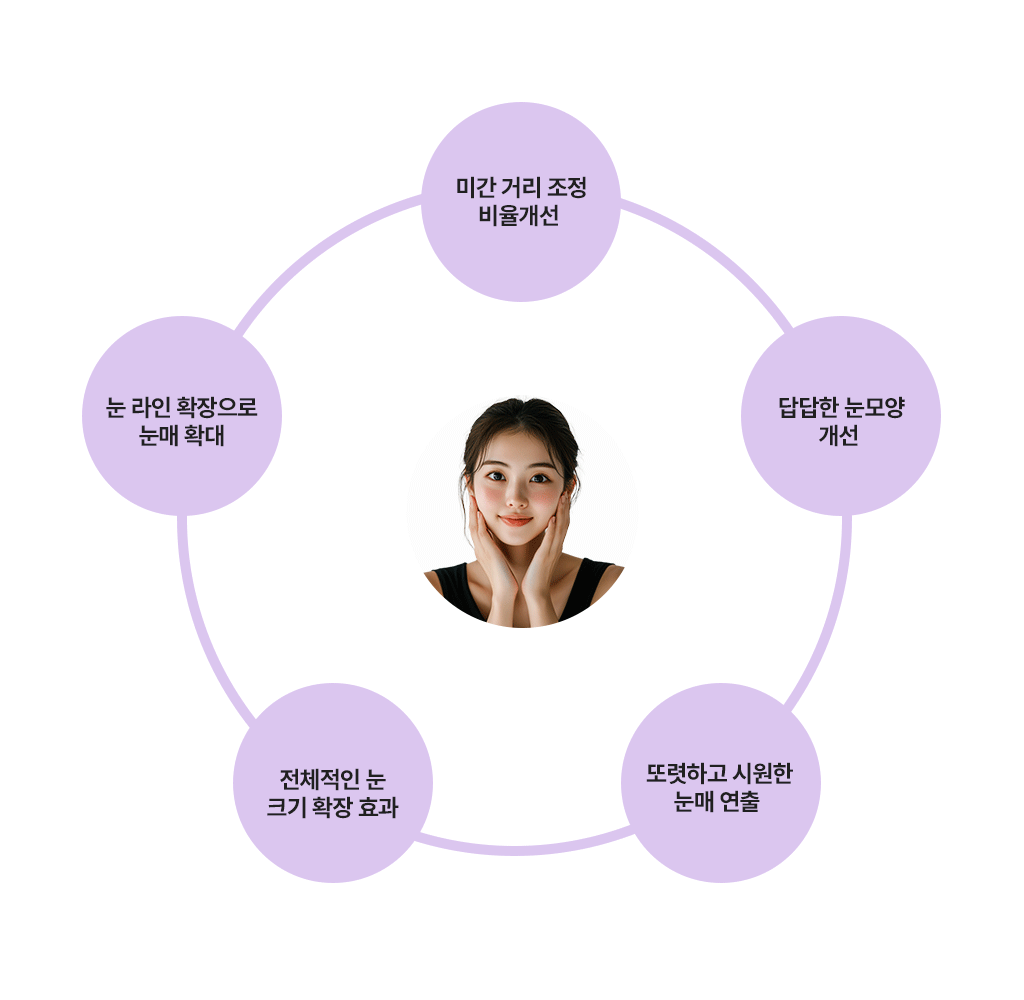 미간 거리 조정
비율개선
눈 라인 확장으로
눈매 확대
답답한 눈모양
개선
전체적인 눈
크기 확장 효과
또렷하고 시원한
눈매 연출